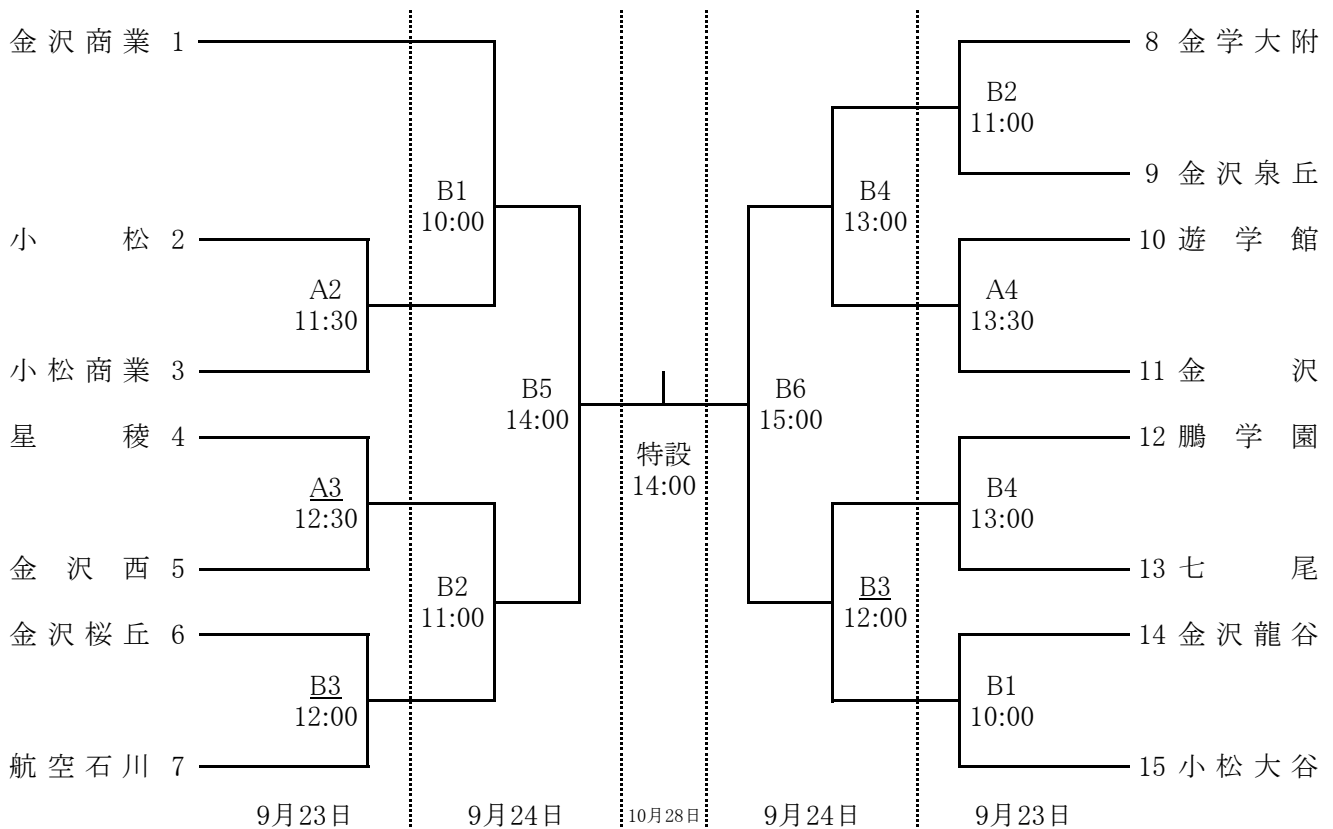 金沢商業 1
8 金学大附
B2
11:00
9 金沢泉丘
B1
10:00
B4
13:00
小松 2
10 遊学館
A2
11:30
A4
13:30
小松商業 3
11 金沢
B5
14:00
B6
15:00
星稜 4
12 鵬学園
特設
14:00
A3
12:30
B4
13:00
金沢西 5
13 七尾
B2
11:00
B3
12:00
金沢桜丘 6
14 金沢龍谷
B3
12:00
B1
10:00
航空石川 7
15 小松大谷
9月23日 9月24日 10月28日 9月24日 9月23日